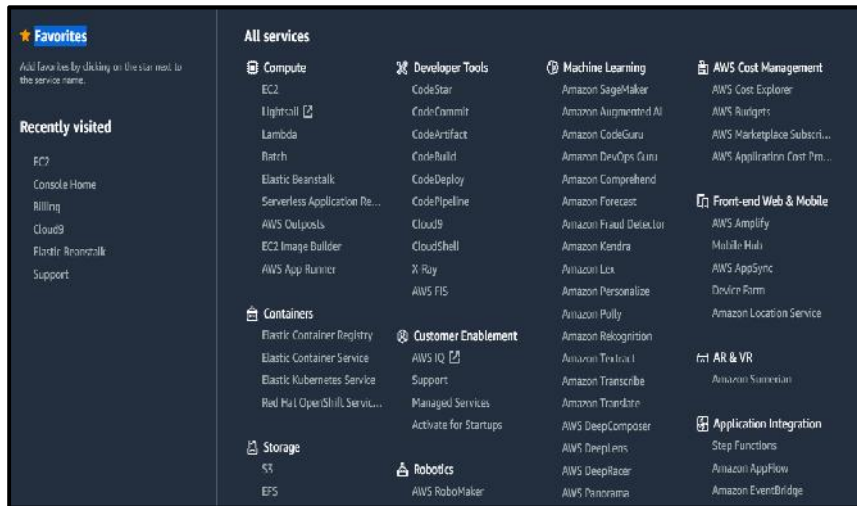 Favorites
Add favorites by clicking on the star next to
the service name.
Recently visited
EC2
Console Home
Billing
Cloud9
Elastic Beanstalk
Support
All services
Compute
EC2
Lightsail
Lambda
Batch
Elastic Beanstalk
Serverless Application Re...
AWS Outposts
EC2 Image Builder
AWS App Runner
Containers
Elastic Container Registry
Elastic Container Service
Elastic Kubernetes Service
Red Hat OpenShift Servic...
Storage
S3
EFS
Developer Tools
CodeStar
CodeCommit
CodeArtifact
CodeBuild
CodeDeploy
CodePipeline
Cloud9
CloudShell
X-Ray
AWS FIS
Customer Enablement
AWS IQ
Support
Managed Services
Activate for Startups
Robotics
AWS RoboMaker
Machine Learning
Amazon SageMaker
Amazon Augmented AI
Amazon CodeGuru
Amazon DevOps Guru
Amazon Comprehend
Amazon Forecast
Amazon Fraud Detector
Amazon Kendra
Amazon Lex
Amazon Personalize
Amazon Polly
Amazon Rekognition
Amazon Textract
Amazon Transcribe
Amazon Translate
AWS DeepComposer
AWS DeepLens
AWS DeepRacer
AWS Panorama
AWS Cost Management
AWS Cost Explorer
AWS Budgets
AWS Marketplace Subscri...
AWS Application Cost Pro...
Front-end Web & Mobile
AWS Amplify
Mobile Hub
AWS AppSync
Device Farm
Amazon Location Service
AR & VR
Amazon Sumerian
Application Integration
Step Functions
Amazon AppFlow
Amazon EventBridge